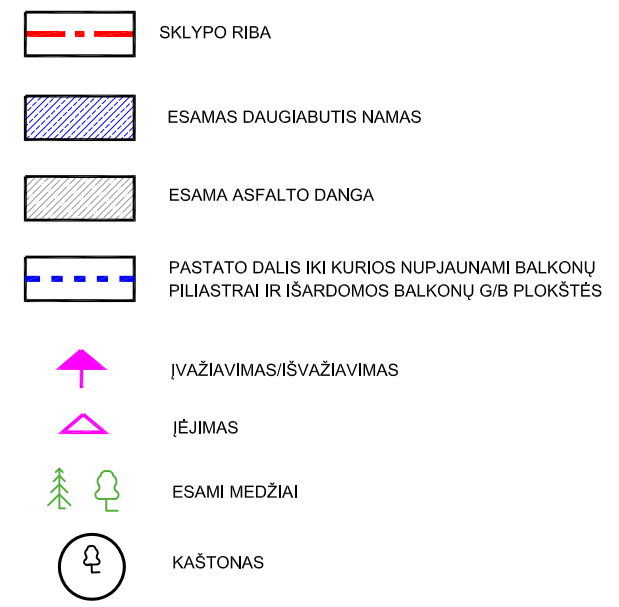 SKLYPO RIBA
ESAMAS DAUGIABUTIS NAMAS
ESAMA ASFALTO DANGA
PASTATO DALIS IKI KURIOS NUPJAUNAMI BALKONŲ
PILIASTRAI IR IŠARDOMOS BALKONŲ G/B PLOKŠTĖS
ĮVAŽIAVIMAS/IŠVAŽIAVIMAS
ĮĖJIMAS
ESAMI MEDŽIAI
KAŠTONAS